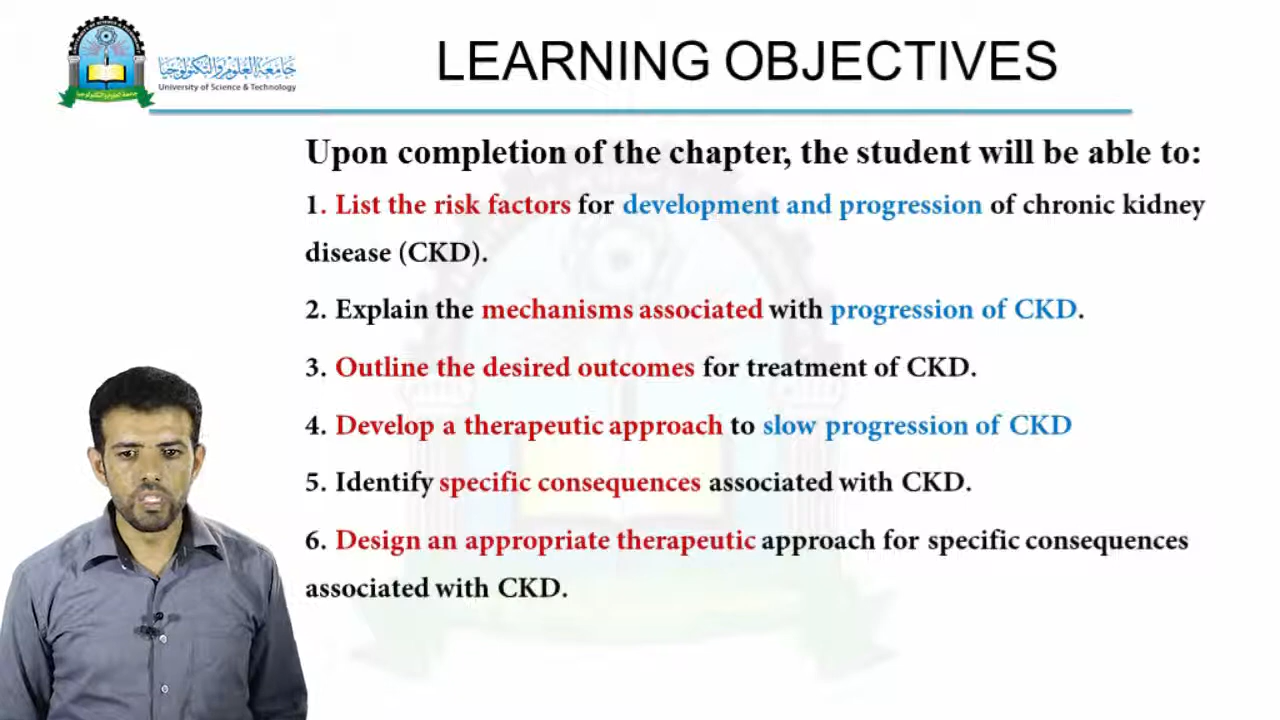 جامعة العلوم والتكنولوجيا
University of Science & Technology
LEARNING OBJECTIVES
Upon completion of the chapter, the student will be able to:
1. List the risk factors for development and progression of chronic kidney
disease (CKD).
2. Explain the mechanisms associated with progression of CKD.
3. Outline the desired outcomes for treatment of CKD.
4. Develop a therapeutic approach to slow progression of CKD
5. Identify specific consequences associated with CKD.
6. Design an appropriate therapeutic approach for specific consequences
associated with CKD.